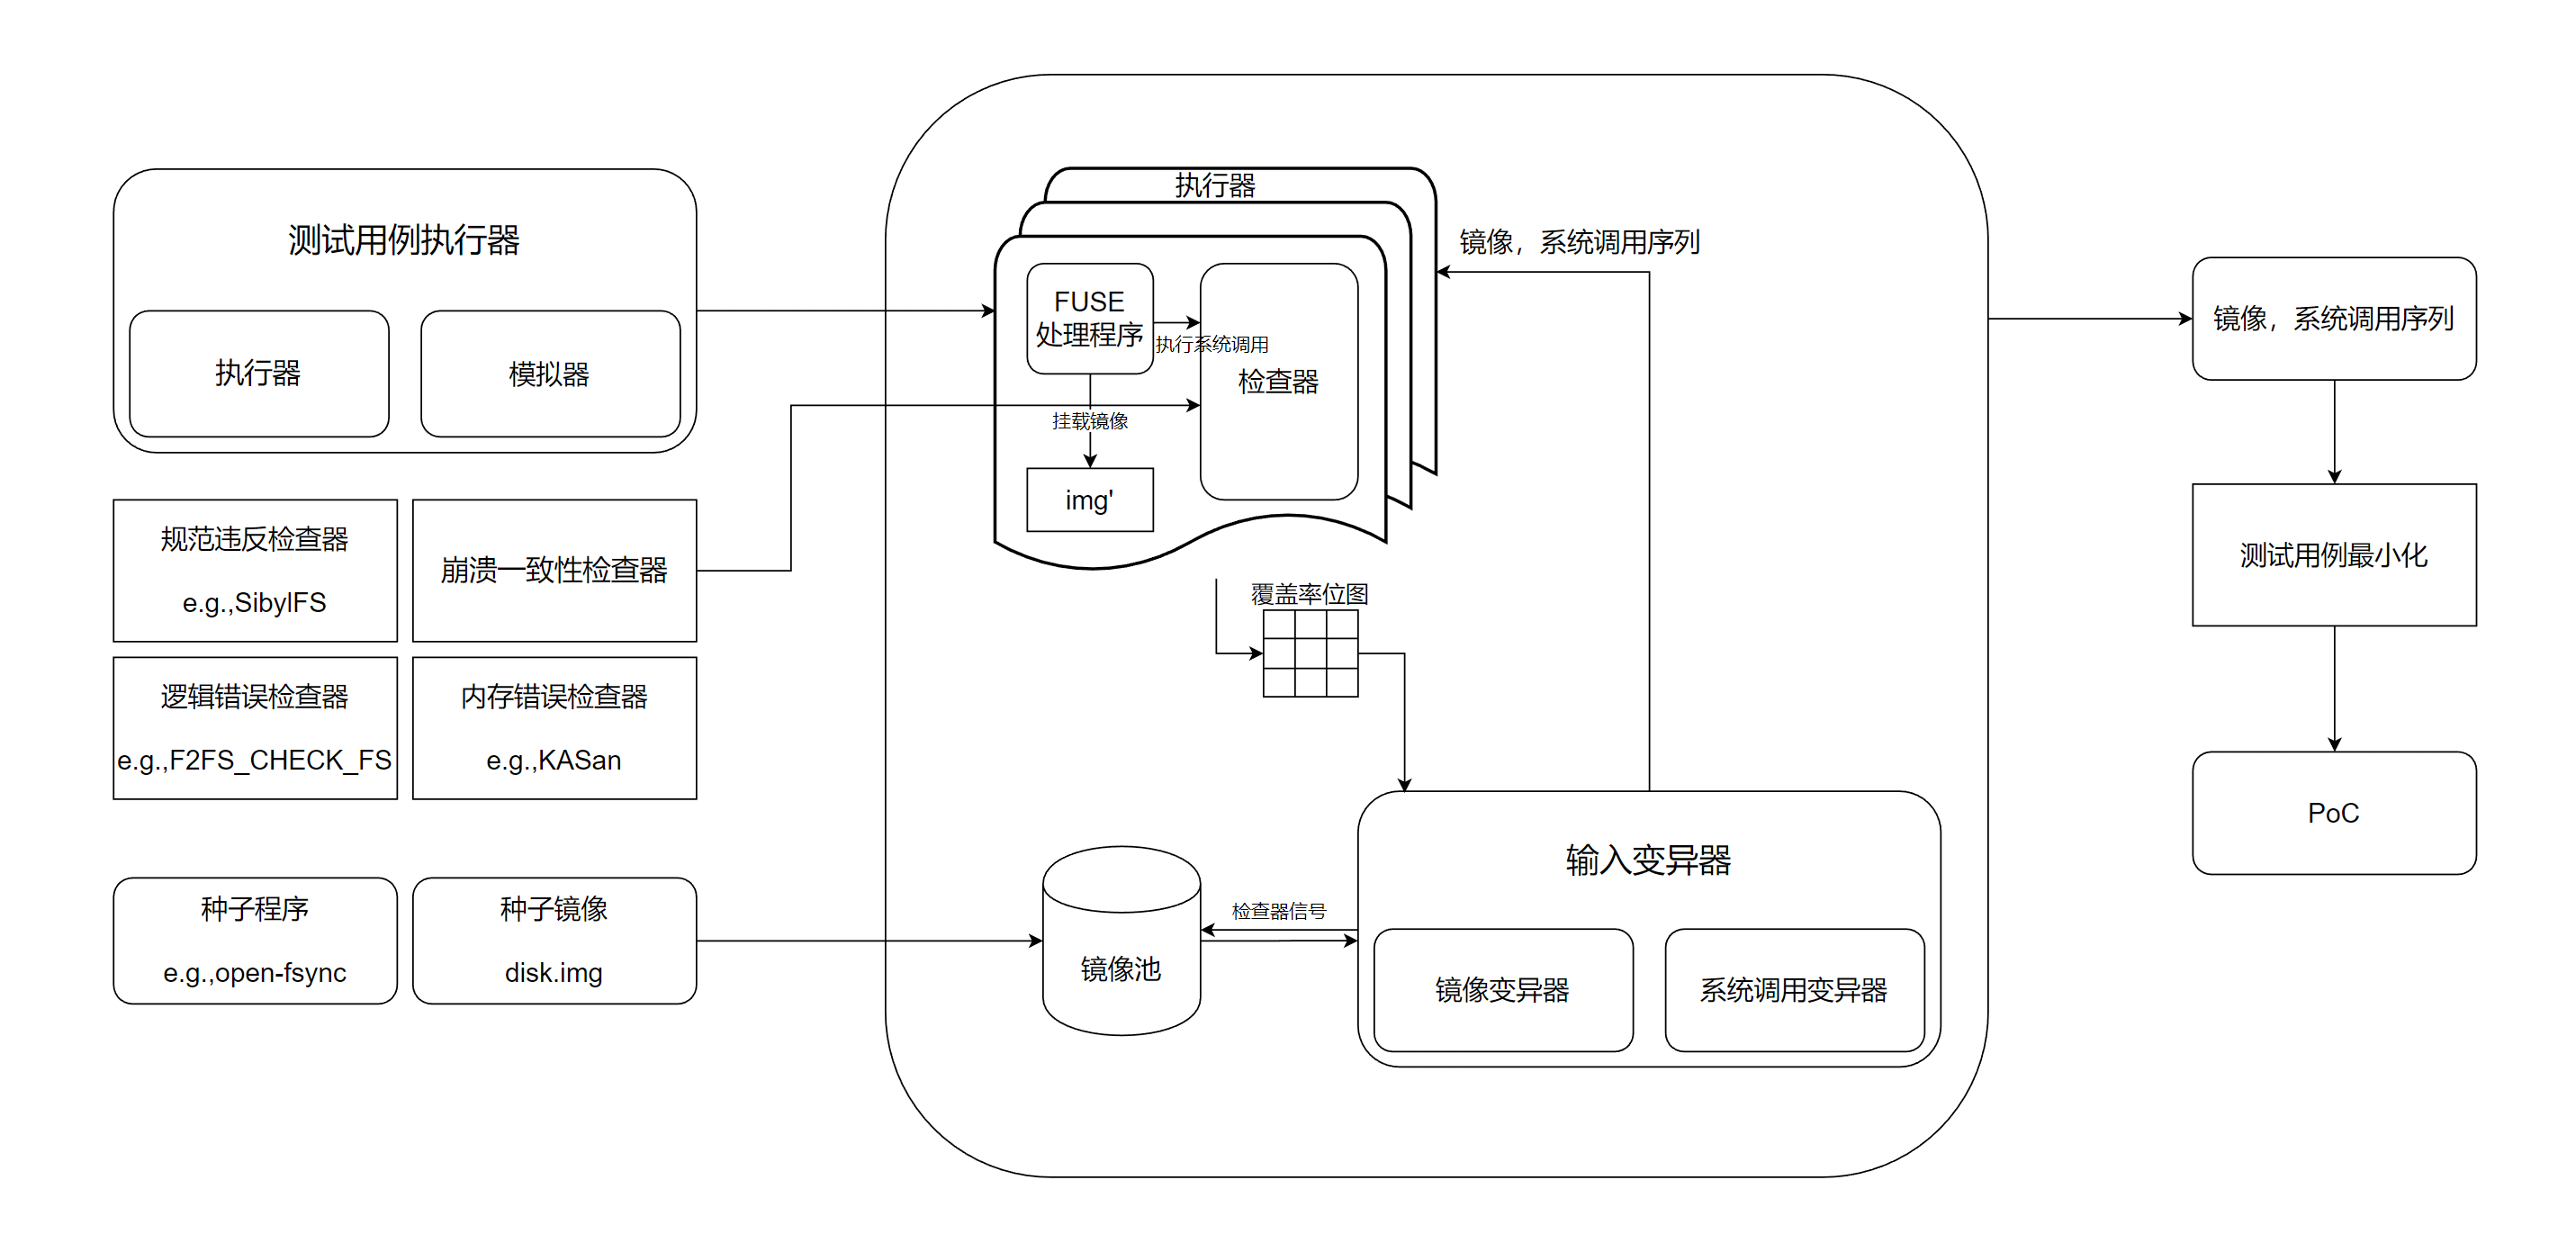 测试用例执行器
执行器
模拟器
规范违反检查器
e.g.,SibylFS
崩溃一致性检查器
逻辑错误检查器
e.g.,F2FS_CHECK_FS
内存错误检查器
e.g.,KASan
种子程序
e.g.,open-fsync
种子镜像
disk.img
执行器
FUSE
处理程序
执行系统调用
检查器
挂载镜像
img'
镜像，系统调用序列
覆盖率位图
输入变异器
检查器信号
镜像池
镜像变异器
系统调用变异器
镜像，系统调用序列
测试用例最小化
PoC